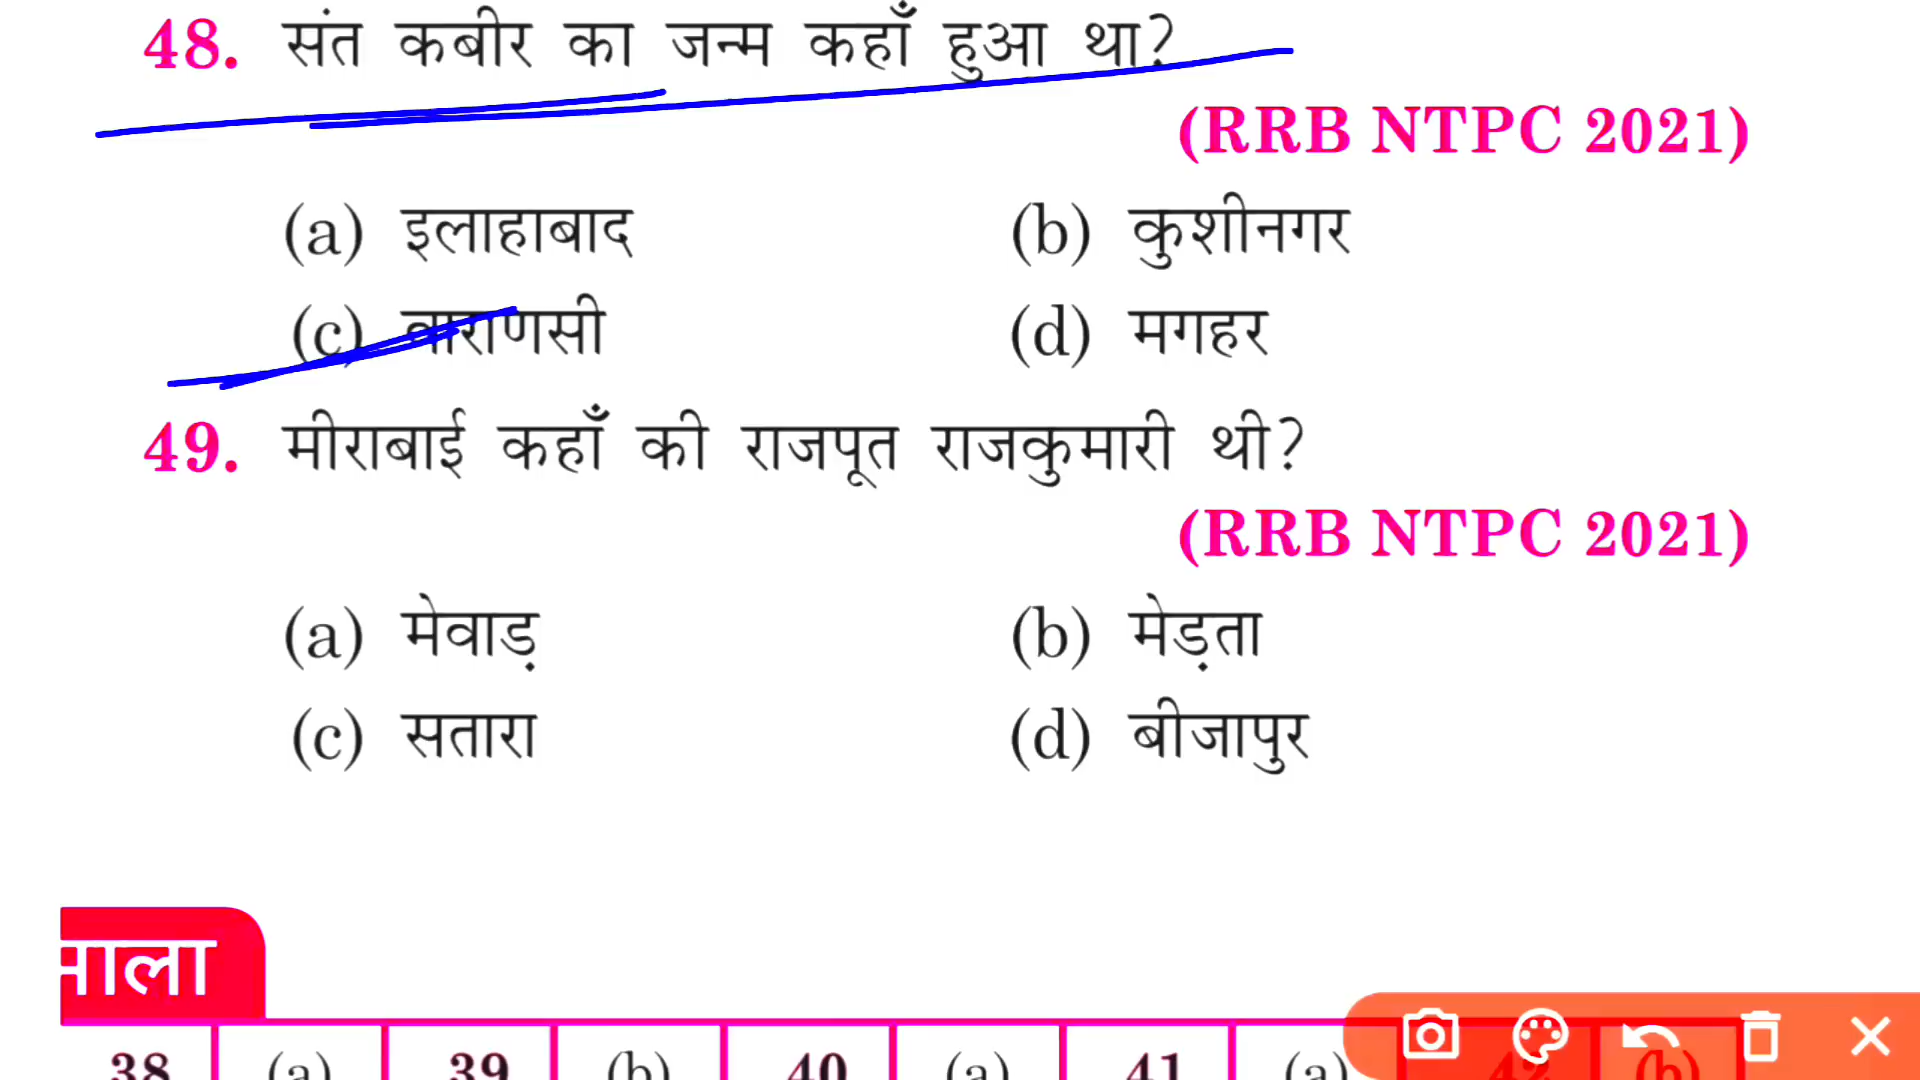 48. संत कबीर का जन्म कहाँ हुआ था?
(RRB NTPC 2021)
(a) इलाहाबाद (b) कुशीनगर
(c) वाराणसी (d) मगहर
49. मीराबाई कहाँ की राजपूत राजकुमारी थी?
(RRB NTPC 2021)
(a) मेवाड़ (b) मेड़ता
(c) सतारा (d) बीजापुर
माला
38 (a) 39 (b) 40 (a) 41 (a) 42 (b)